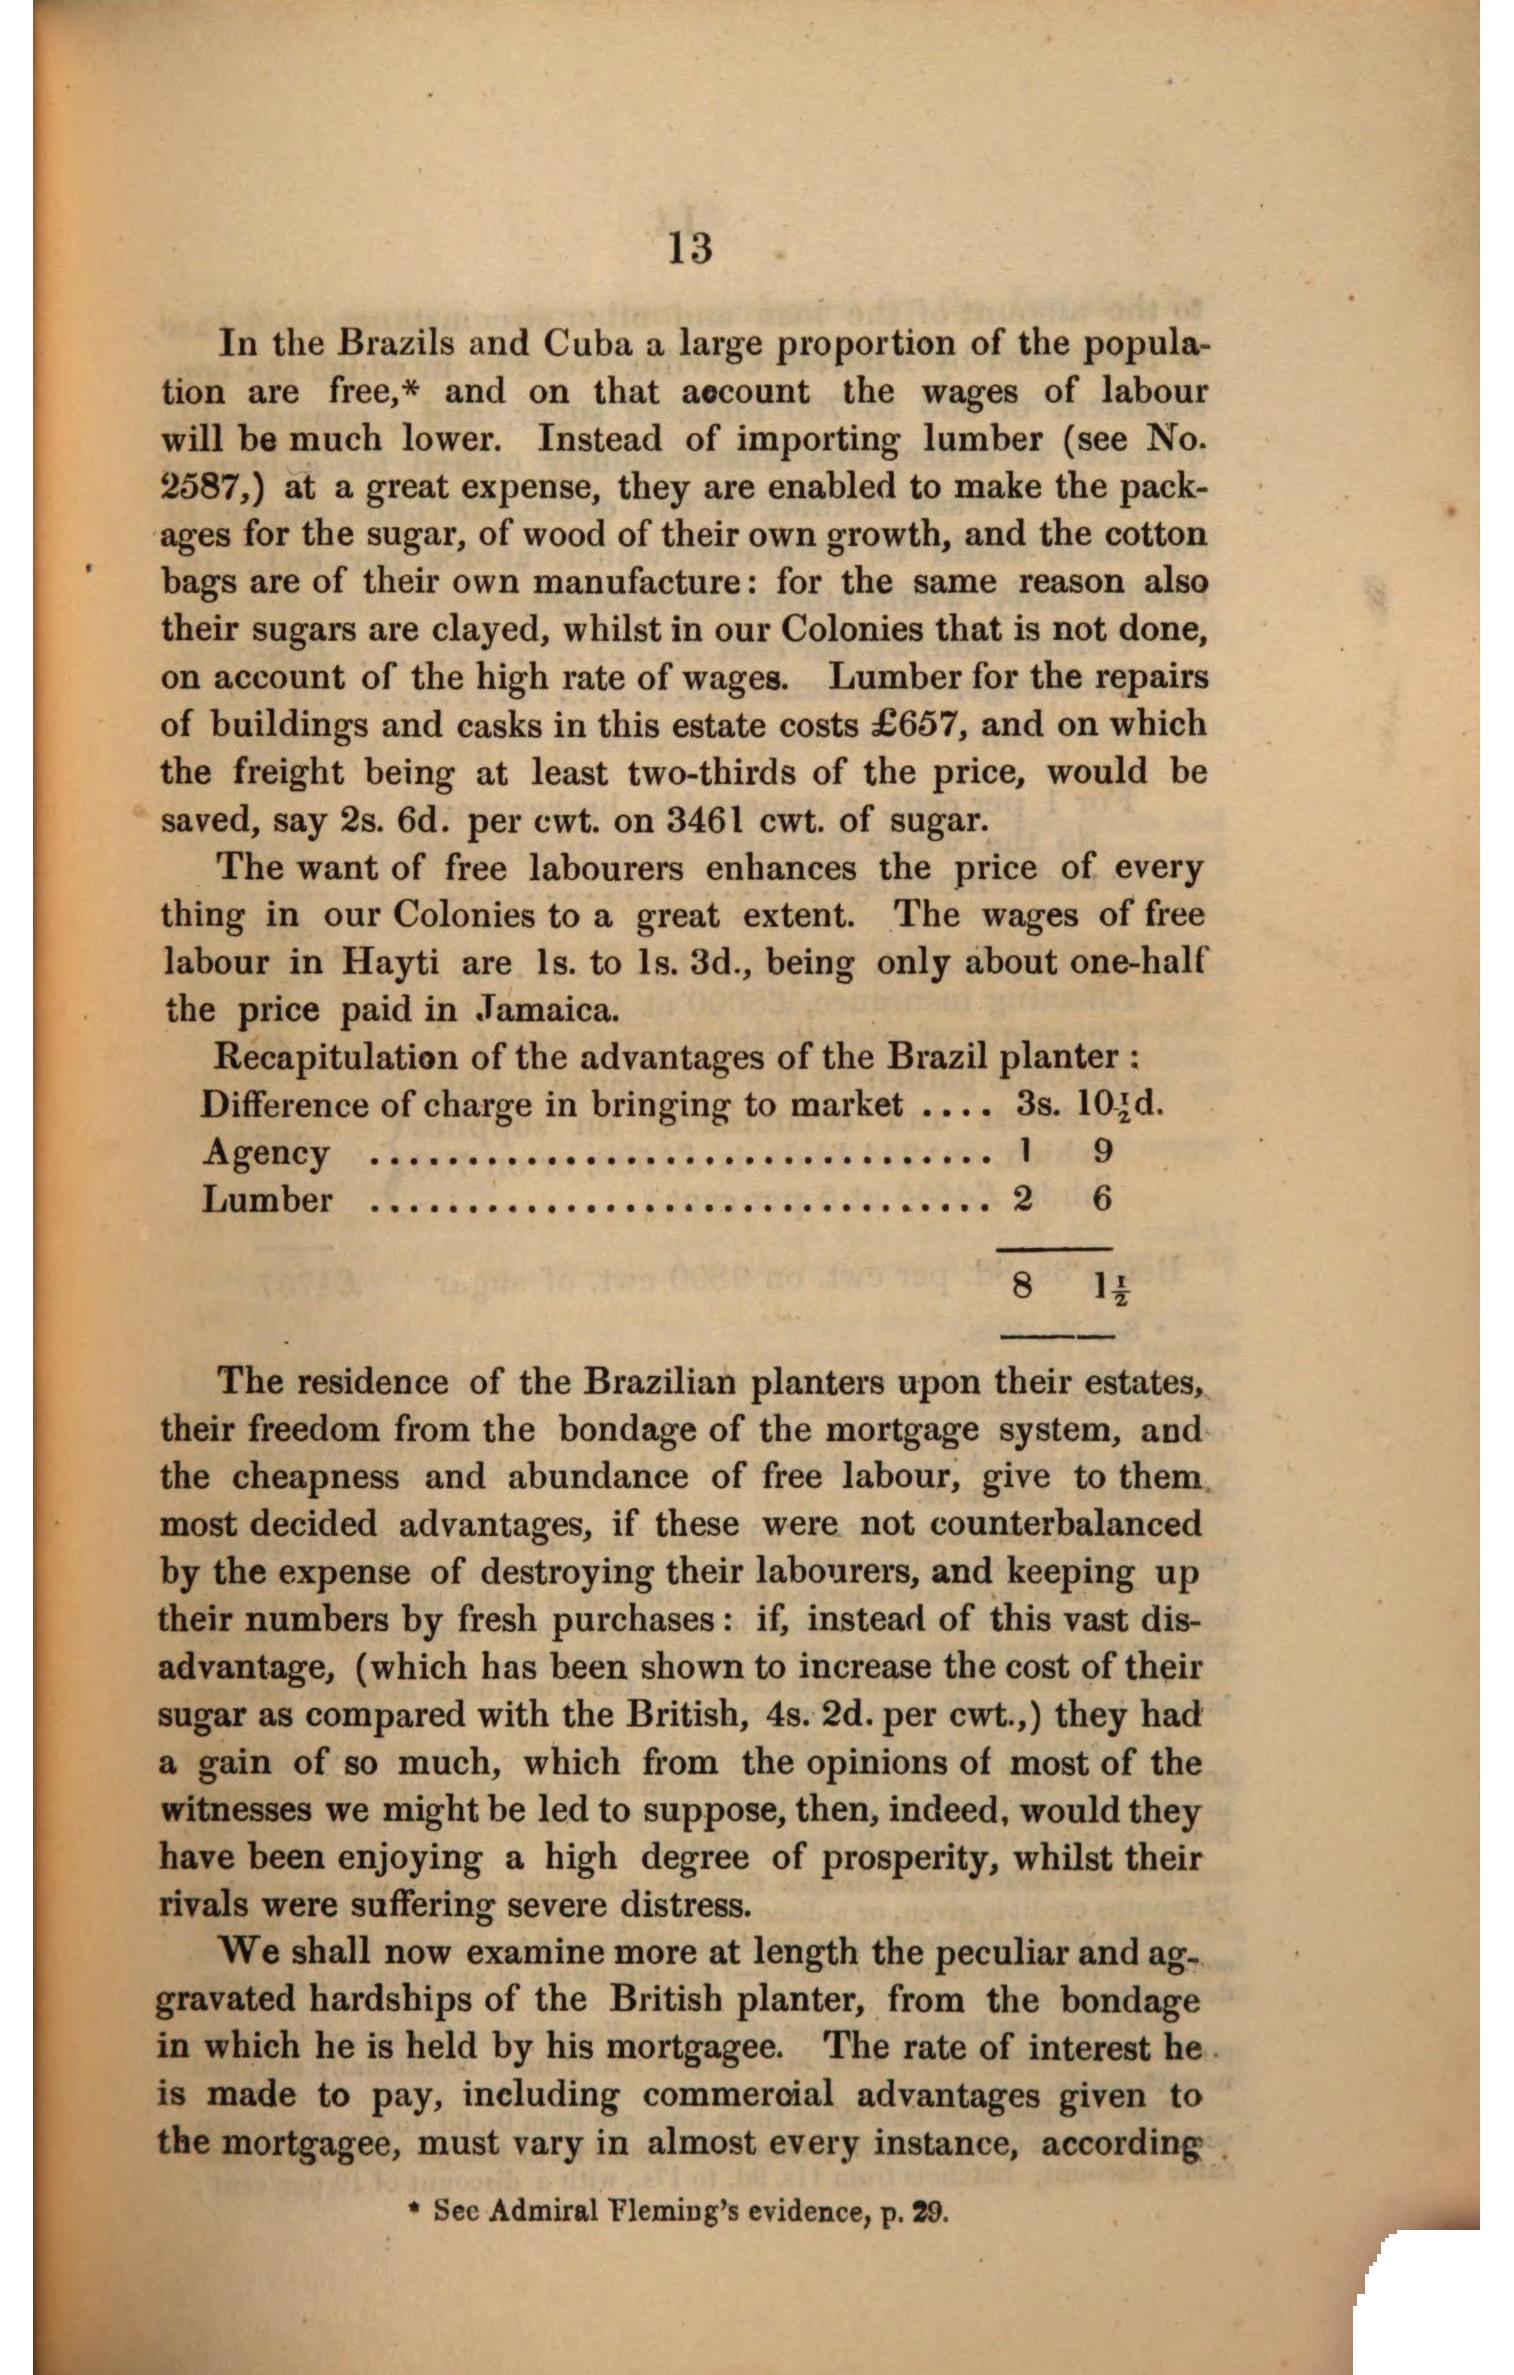 13
In the Brazils and Cuba a large proportion of the popula-
tion are free,* and on that account the wages of labour
will be much lower. Instead of importing lumber (see No.
2587,) at a great expense, they are enabled to make the pack-
ages for the sugar, of wood of their own growth, and the cotton
bags are of their own manufacture: for the same reason also
their sugars are clayed, whilst in our Colonies that is not done,
on account of the high rate of wages. Lumber for the repairs
of buildings and casks in this estate costs £657, and on which
the freight being at least two-thirds of the price, would be
saved, say 2s. 6d. per cwt. on 3461 cwt. of sugar.
The want of free labourers enhances the price of every
thing in our Colonies to a great extent. The wages of free
labour in Hayti are 1s. to 1s. 3d., being only about one-half
the price paid in Jamaica.
Recapitulation of the advantages of the Brazil planter :
Difference of charge in bringing to market .... 3s. 10½d.
Agency ................................ 1 9
Lumber ................................ 2 6
8 1½
The residence of the Brazilian planters upon their estates,
their freedom from the bondage of the mortgage system, and
the cheapness and abundance of free labour, give to them
most decided advantages, if these were not counterbalanced
by the expense of destroying their labourers, and keeping up
their numbers by fresh purchases: if, instead of this vast dis-
advantage, (which has been shown to increase the cost of their
sugar as compared with the British, 4s. 2d. per cwt.,) they had
a gain of so much, which from the opinions of most of the
witnesses we might be led to suppose, then, indeed, would they
have been enjoying a high degree of prosperity, whilst their
rivals were suffering severe distress.
We shall now examine more at length the peculiar and ag-
gravated hardships of the British planter, from the bondage
in which he is held by his mortgagee. The rate of interest he
is made to pay, including commercial advantages given to
the mortgagee, must vary in almost every instance, according
* See Admiral Fleming's evidence, p. 29.